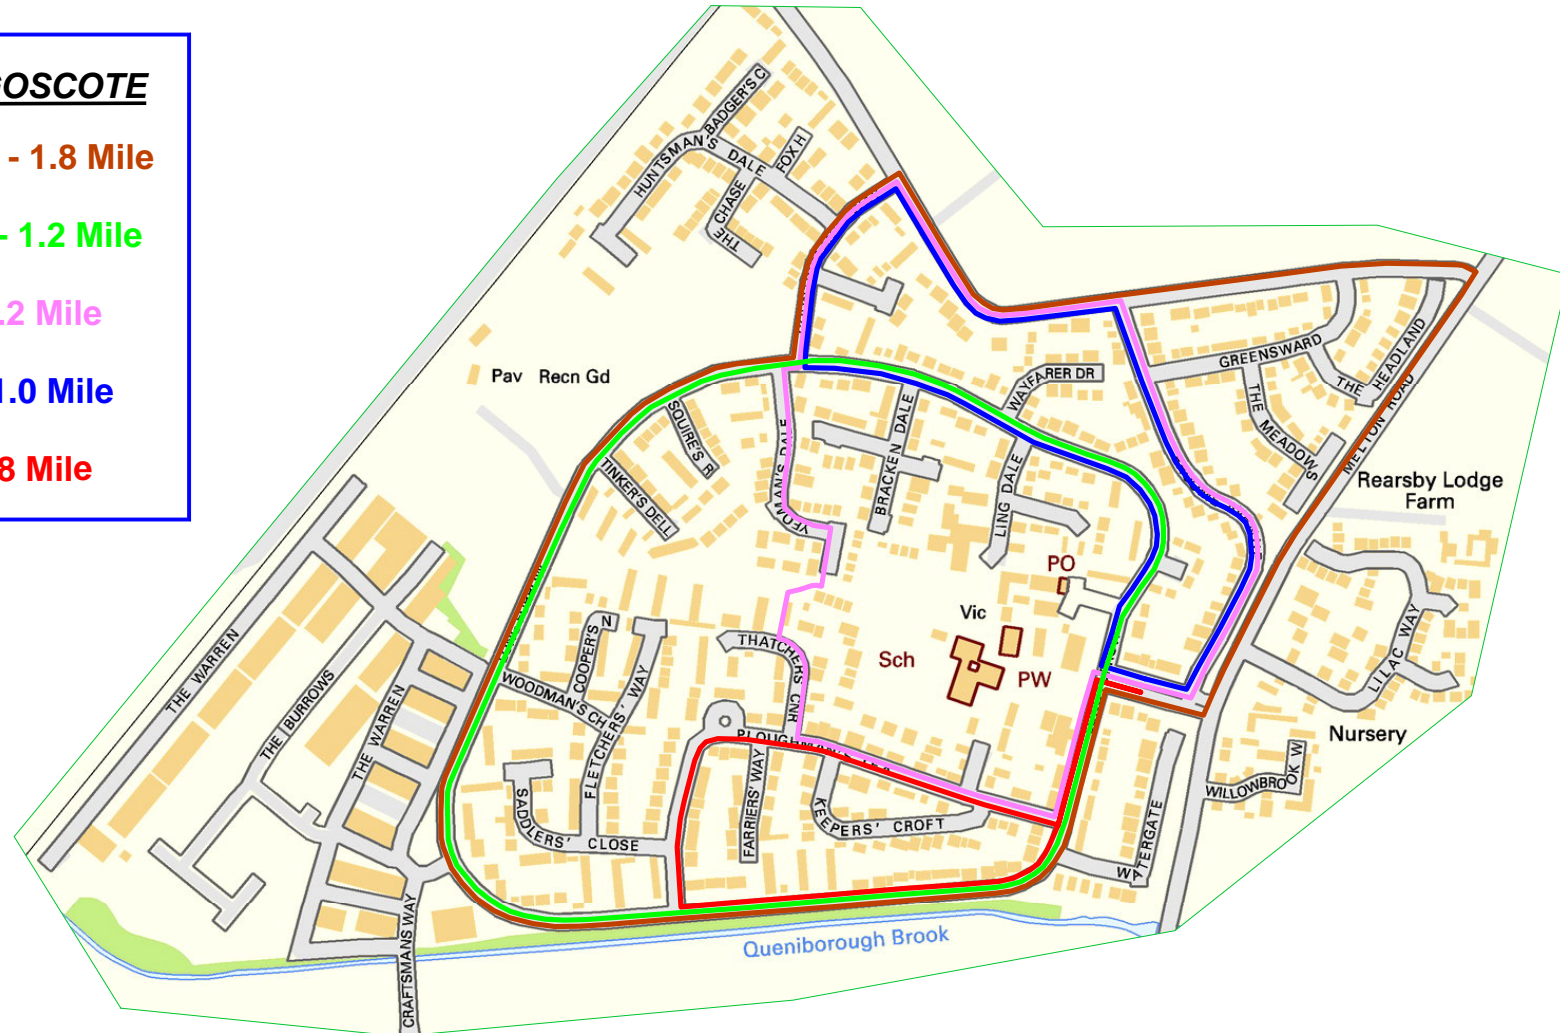 GOSCOTE
- 1.8 Mile
- 1.2 Mile
.2 Mile
1.0 Mile
8 Mile
BADGER'S C
HUNTSMAN'S DALE
FOX H
THE CHASE
Pav Recn Gd
SQUIRE'S R
TINKER'S DELL
YEOMAN'S DALE
BRACKEN DALE
WAYFARER DR
LING DALE
GREENSWARD
THE HEADLAND
THE MEADOWS
MELTON ROAD
Rearsby Lodge
Farm
PO
Vic
Sch
PW
LILAC WAY
Nursery
WILLOWBROOK W
WATERGATE
THATCHERS' CNR
COOPER'S N
WOODMAN'S CH
FLETCHERS' WAY
PLOUGHMAN'S LEA
FARRIERS' WAY
KEEPERS' CROFT
SADDLERS' CLOSE
THE WARREN
THE BURROWS
THE WARREN
CRAFTSMANS WAY
Queniborough Brook